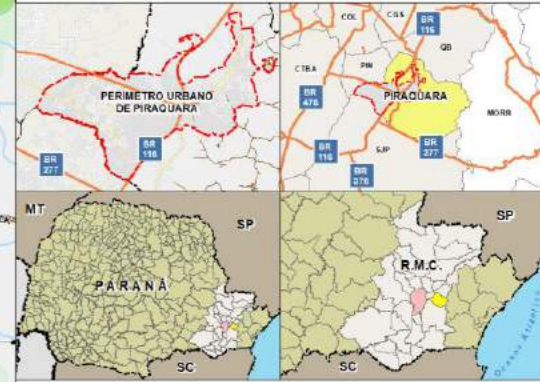 PERÍMETRO URBANO
DE PIRAQUARA
BR
277
BR
116
COL
CGS
BR
116
QB
CTBA
PIN
PIRAQUARA
BR
476
MORR
SJP
BR
116
BR
277
BR
376
MT
SP
PARANÁ
SC
SP
R.M.C.
SC
Oceano Atlântico